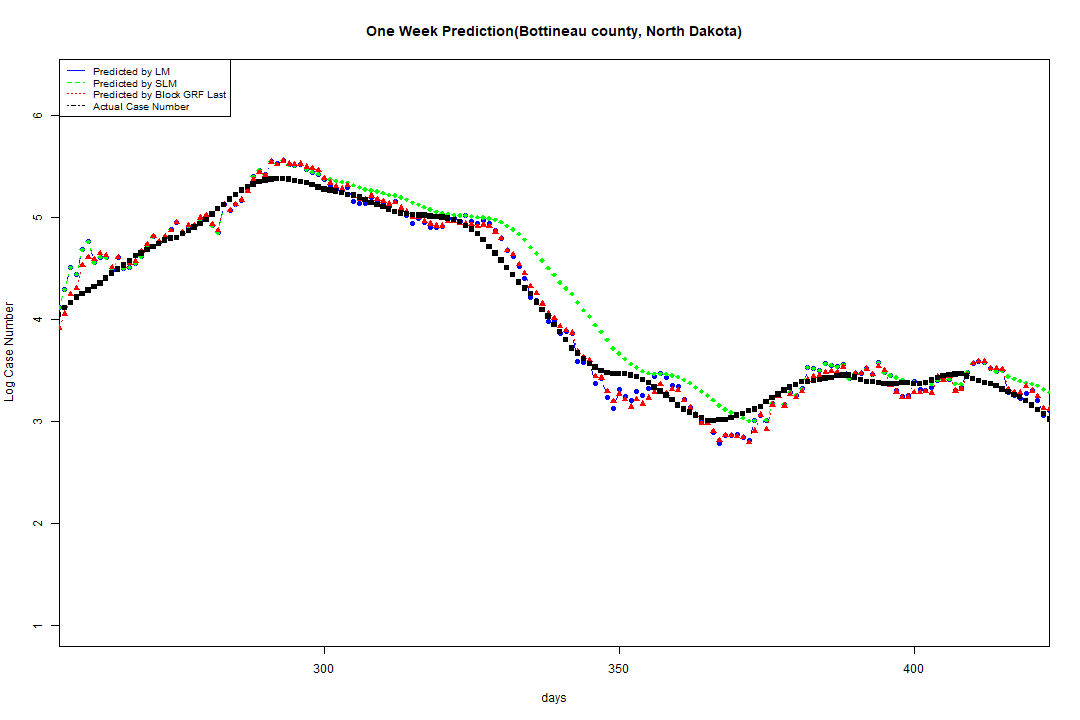 One Week Prediction(Bottineau county, North Dakota)
Predicted by LM
Predicted by SLM
Predicted by Block GRF Last
Actual Case Number
6
5
4
3
2
1
Log Case Number
300 350 400
days